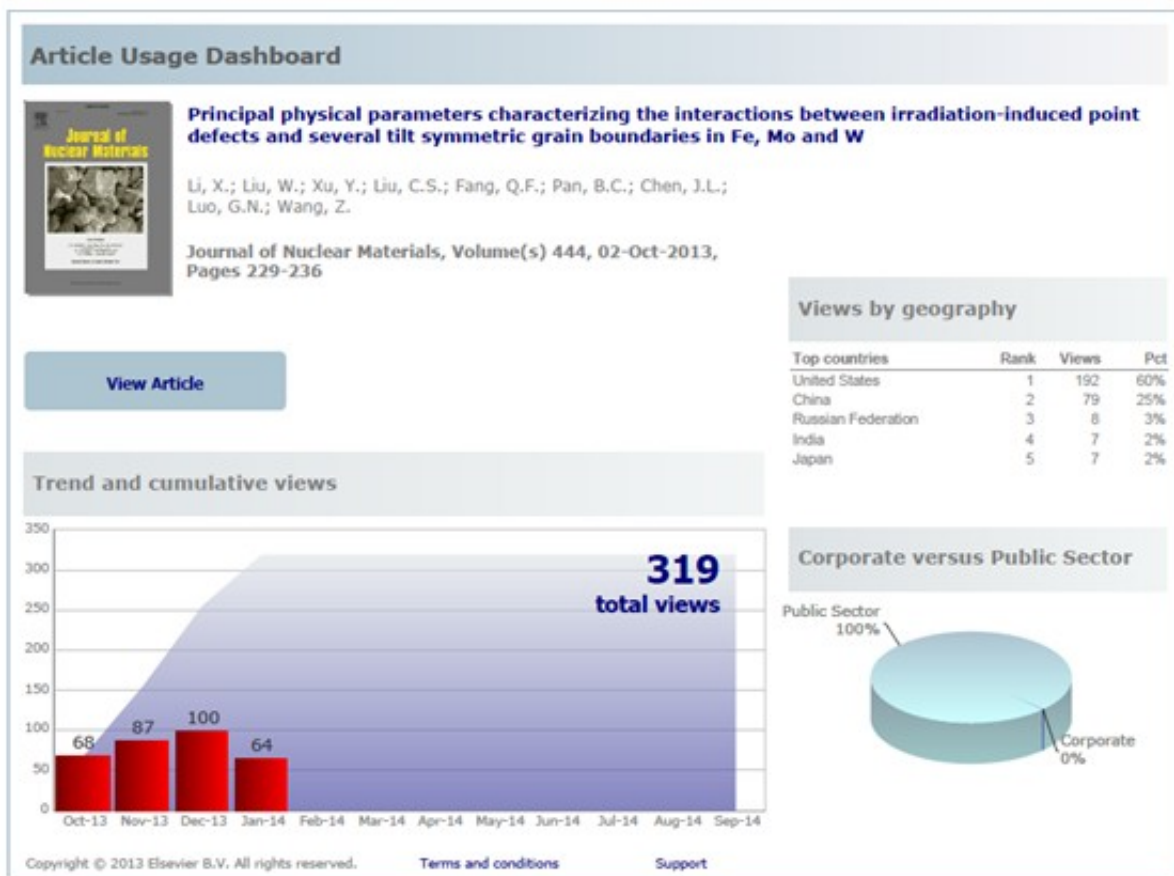 Article Usage Dashboard
Journal of
Nuclear Materials
Principal physical parameters characterizing the interactions between irradiation-induced point
defects and several tilt symmetric grain boundaries in Fe, Mo and W
Li, X.; Liu, W.; Xu, Y.; Liu, C.S.; Fang, Q.F.; Pan, B.C.; Chen, J.L.;
Luo, G.N.; Wang, Z.
Journal of Nuclear Materials, Volume(s) 444, 02-Oct-2013,
Pages 229-236
View Article
Views by geography
Top countries Rank Views Pct
United States 1 192 60%
China 2 79 25%
Russian Federation 3 8 3%
India 4 7 2%
Japan 5 7 2%
Trend and cumulative views
350
300
250
200
150
100
50
0
319
total views
68
87
100
64
Oct-13 Nov-13 Dec-13 Jan-14 Feb-14 Mar-14 Apr-14 May-14 Jun-14 Jul-14 Aug-14 Sep-14
Corporate versus Public Sector
Public Sector
100%
Corporate
0%
Copyright © 2013 Elsevier B.V. All rights reserved. Terms and conditions Support